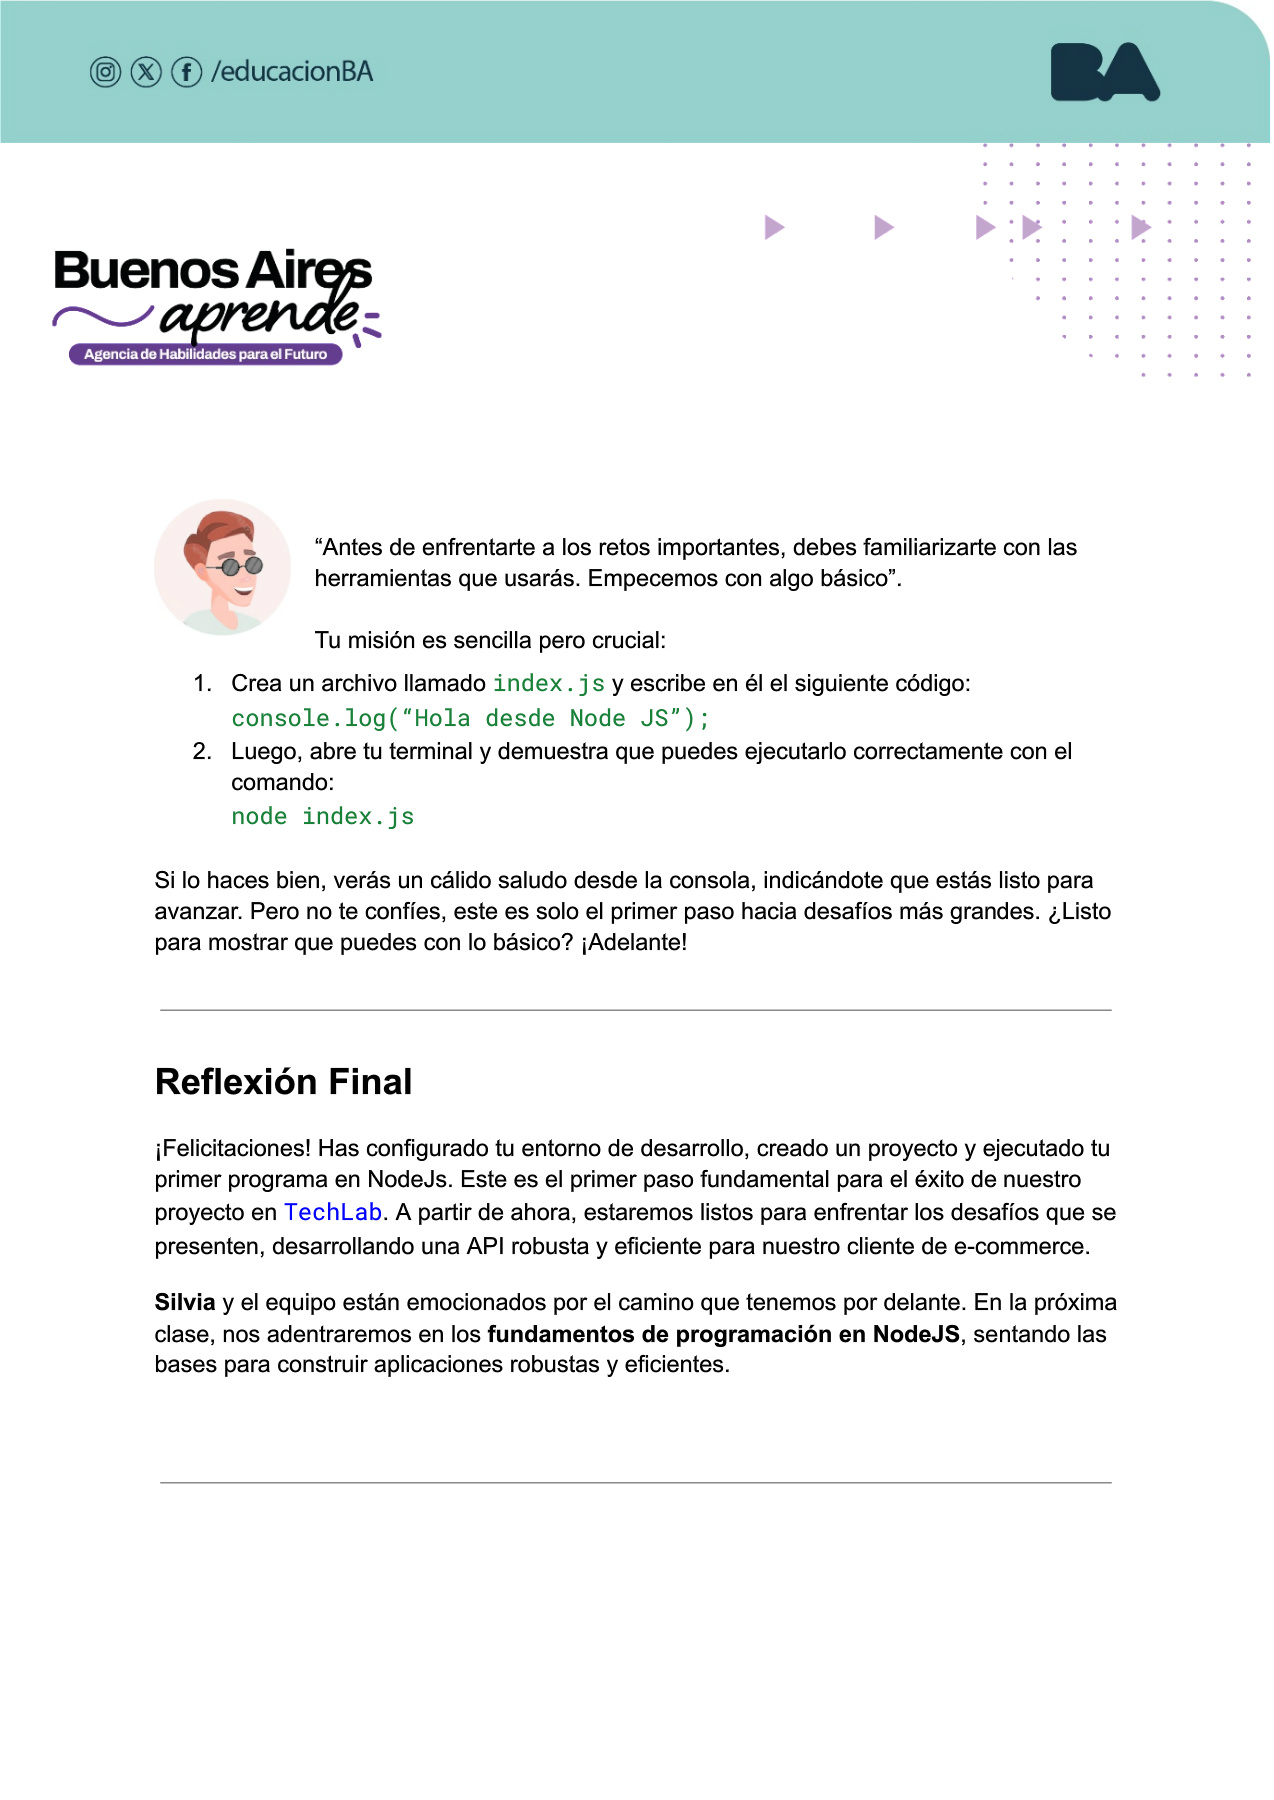 /educacionBA
BA
Buenos Aires
aprende
Agencia de Habilidades para el Futuro
“Antes de enfrentarte a los retos importantes, debes familiarizarte con las
herramientas que usarás. Empecemos con algo básico”.
Tu misión es sencilla pero crucial:
1. Crea un archivo llamado index.js y escribe en él el siguiente código:
console.log(“Hola desde Node JS”);
2. Luego, abre tu terminal y demuestra que puedes ejecutarlo correctamente con el
comando:
node index.js
Si lo haces bien, verás un cálido saludo desde la consola, indicándote que estás listo para
avanzar. Pero no te confíes, este es solo el primer paso hacia desafíos más grandes. ¿Listo
para mostrar que puedes con lo básico? ¡Adelante!
Reflexión Final
¡Felicitaciones! Has configurado tu entorno de desarrollo, creado un proyecto y ejecutado tu
primer programa en NodeJs. Este es el primer paso fundamental para el éxito de nuestro
proyecto en TechLab. A partir de ahora, estaremos listos para enfrentar los desafíos que se
presenten, desarrollando una API robusta y eficiente para nuestro cliente de e-commerce.
Silvia y el equipo están emocionados por el camino que tenemos por delante. En la próxima
clase, nos adentraremos en los fundamentos de programación en NodeJS, sentando las
bases para construir aplicaciones robustas y eficientes.